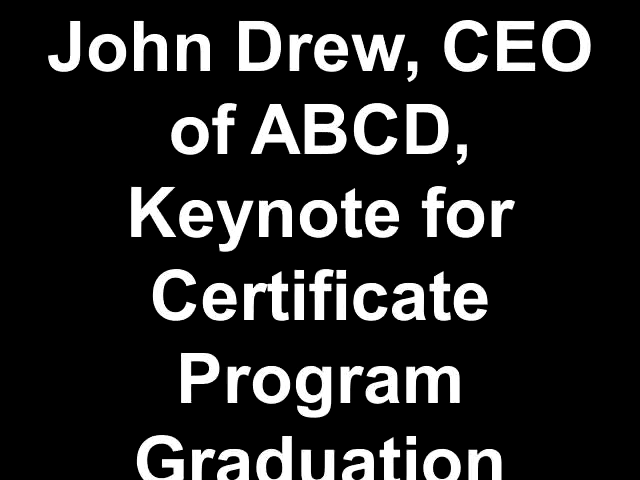 John Drew, CEO
of ABCD,
Keynote for
Certificate
Program
Graduation